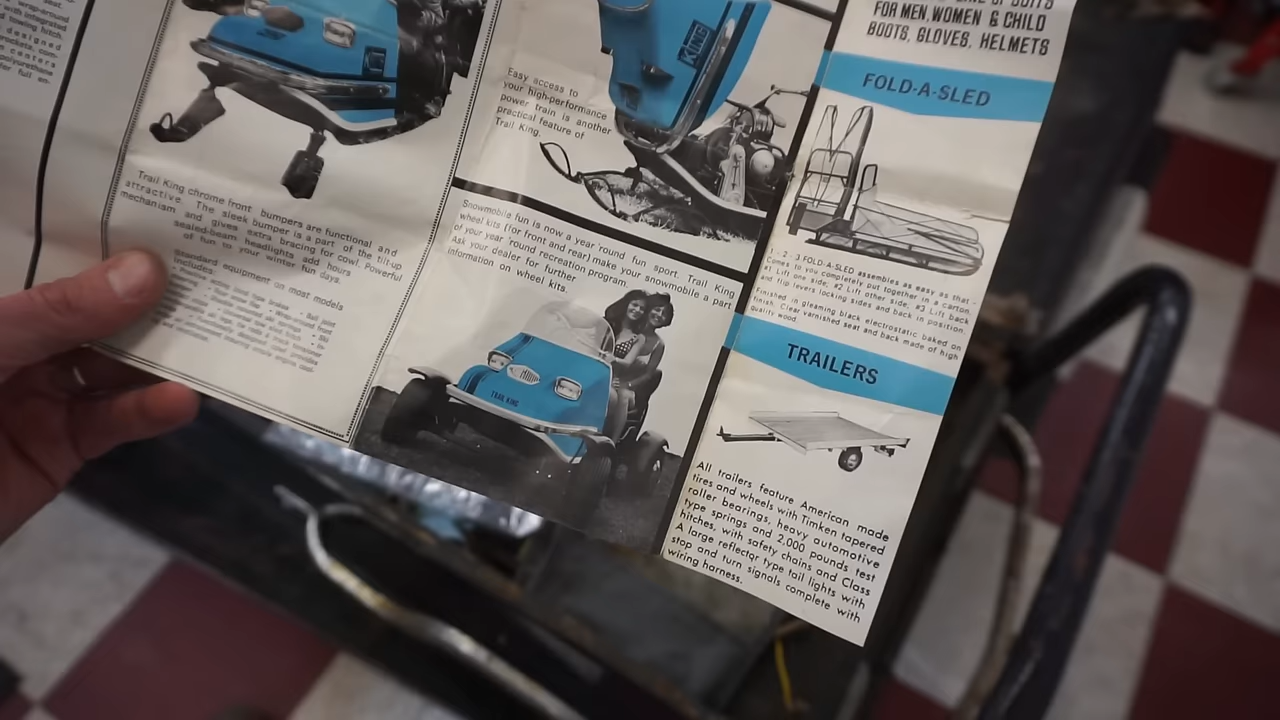 wrap-around
with integrated
towing hitch.
designed
centers
polyurethane
Trail King chrome front bumpers are functional and
attractive. The sleek bumper is a part of the tilt-up
mechanism and gives extra bracing for cowl. Powerful
sealed-beam headlights add hours
of fun to your winter fun days.
Standard equipment on most models
includes:
KING
Easy access to
your high-performance
power train is another
practical feature of
Trail King.
Snowmobile fun is now a year 'round fun sport. Trail King
wheel kits (for front and rear) make your snowmobile a part
of your year 'round recreation program.
Ask your dealer for further
information on wheel kits.
TRAIL KING
FOR MEN, WOMEN & CHILD
BOOTS, GLOVES, HELMETS
FOLD-A-SLED
1 - 2 - 3 FOLD-A-SLED assembles as easy as that -
Comes to you completely put together in a carton.
#1 Lift one side; #2 Lift other side; #3 Lift back
and flip levers locking sides and back in position.
Finished in gleaming black electrostatic baked on
finish. Clear varnished seat and back made of high
quality wood.
TRAILERS
All trailers feature American made
tires and wheels with Timken tapered
roller bearings, heavy automotive
type springs and 2,000 pounds test
hitches, with safety chains and Class
A large reflector type tail lights with
stop and turn signals complete with
wiring harness.